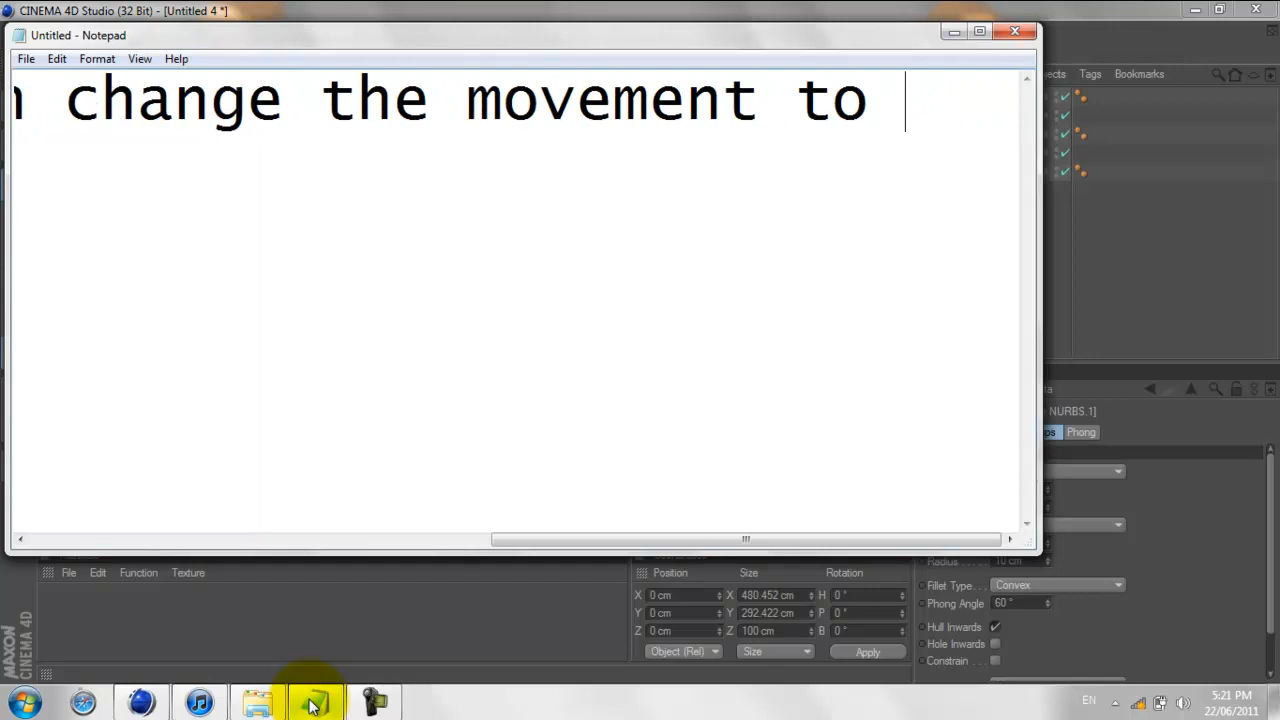 CINEMA 4D Studio (32 Bit) - [Untitled 4 *]
Untitled - Notepad
File Edit Format View Help
change the movement to
Tags Bookmarks
NURBS.1]
Phong
File Edit Function Texture
Position Size Rotation
X 0 cm X 480.452 cm H 0 °
Y 0 cm Y 292.422 cm P 0 °
Z 0 cm Z 100 cm B 0 °
Object (Rel) Size Apply
Radius 10 cm
Fillet Type Convex
Phong Angle 60 °
Hull Inwards
Hole Inwards
Constrain
MAXON
CINEMA 4D
EN
5:21 PM
22/06/2011